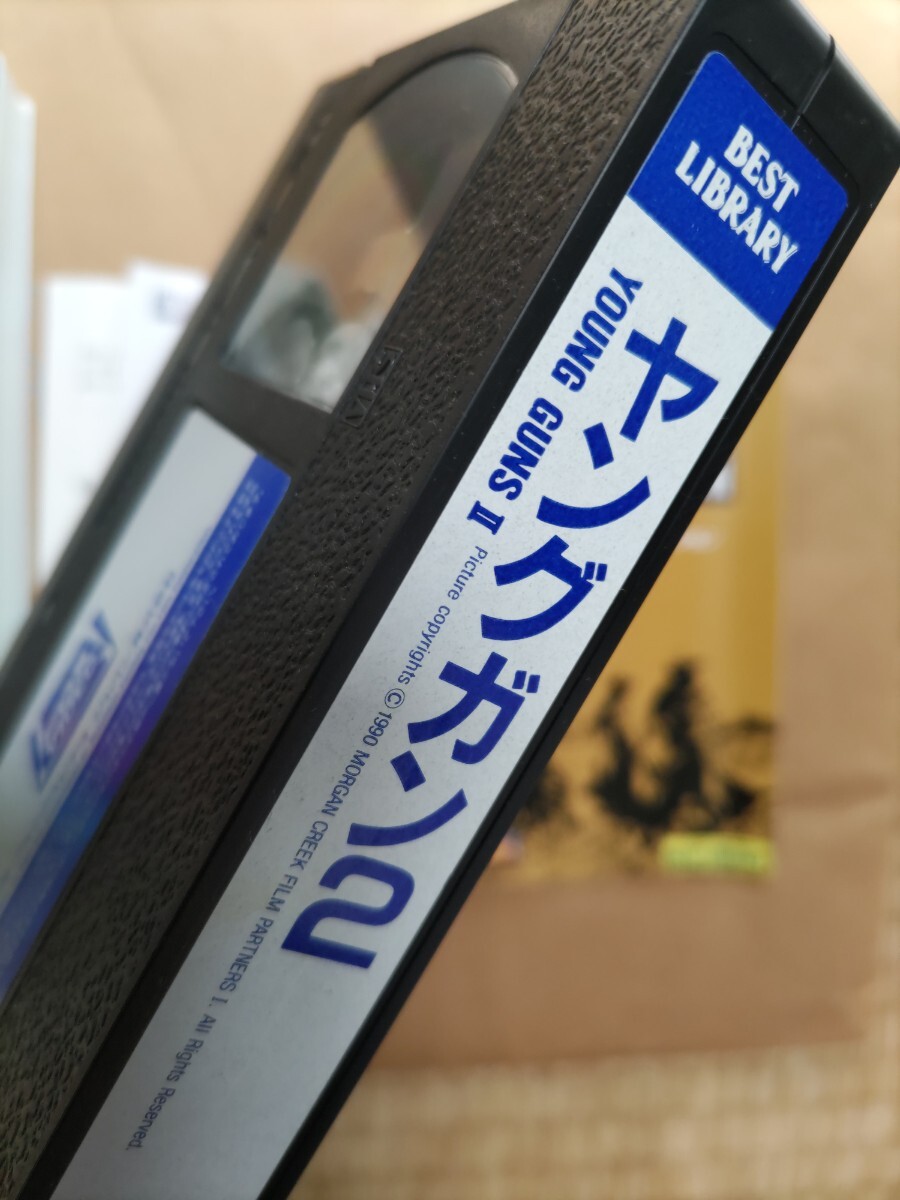 BEST
LIBRARY
ヤングガン2
YOUNG GUNS II
Picture copyrights © 1990 MORGAN CREEK FILM PARTNERS I. All Rights Reserved.